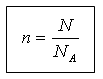 n = N / N_A